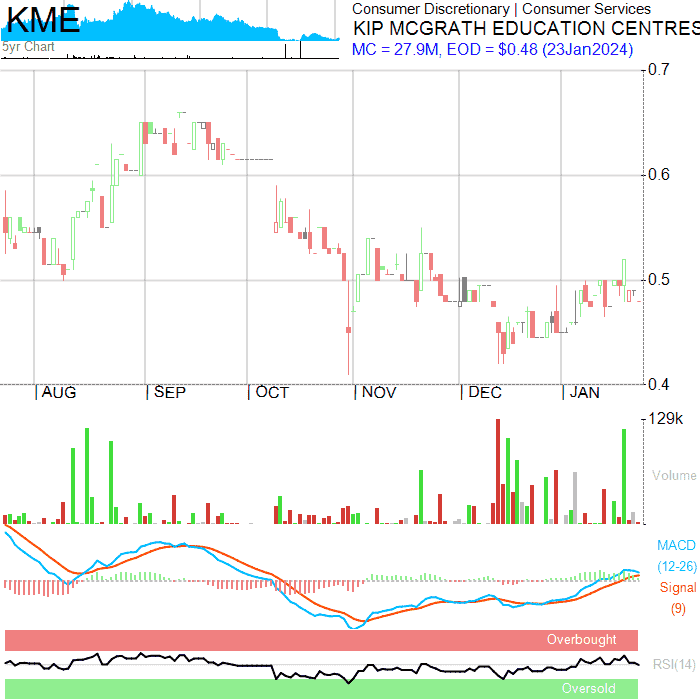 KME
5yr Chart
Consumer Discretionary | Consumer Services
KIP MCGRATH EDUCATION CENTRES
MC = 27.9M, EOD = $0.48 (23Jan2024)
0.7
0.6
0.5
0.4
| AUG | SEP | OCT | NOV | DEC | JAN
129k
Volume
MACD
(12-26)
Signal
(9)
Overbought
RSI(14)
Oversold